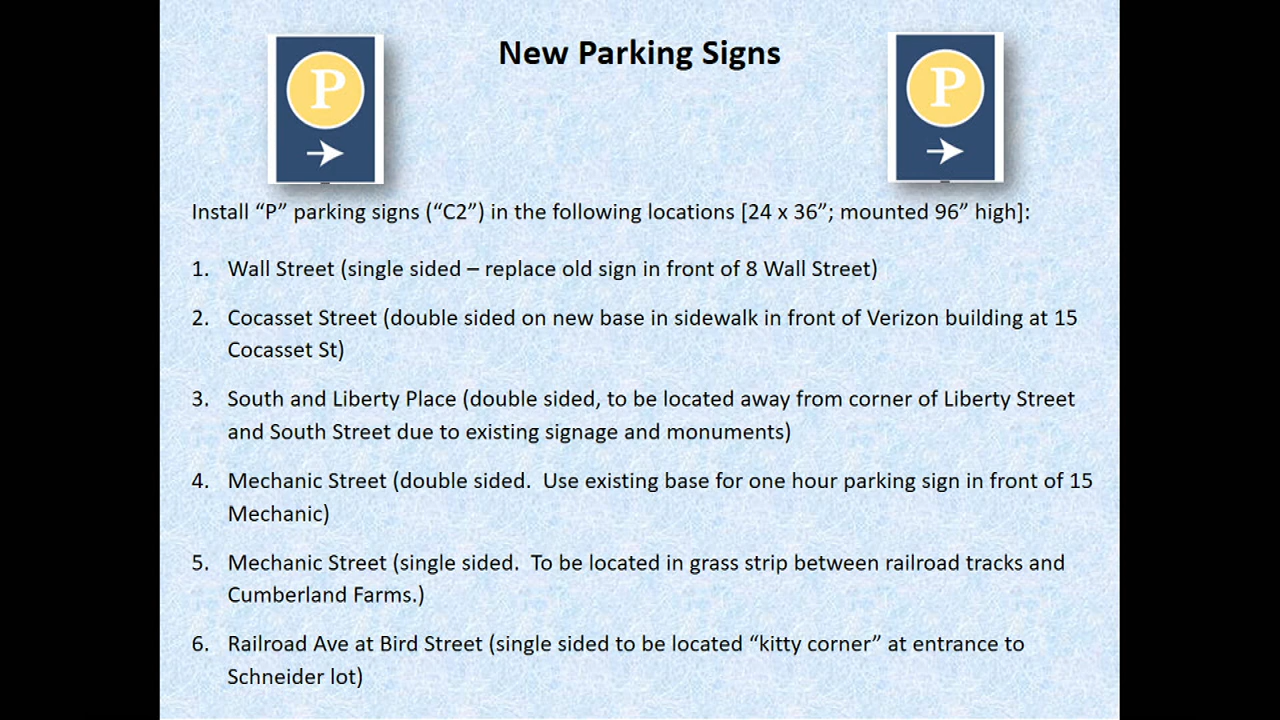 New Parking Signs
P
P
Install “P” parking signs (“C2”) in the following locations [24 x 36”; mounted 96” high]:
1. Wall Street (single sided – replace old sign in front of 8 Wall Street)
2. Cocasset Street (double sided on new base in sidewalk in front of Verizon building at 15
Cocasset St)
3. South and Liberty Place (double sided, to be located away from corner of Liberty Street
and South Street due to existing signage and monuments)
4. Mechanic Street (double sided.  Use existing base for one hour parking sign in front of 15
Mechanic)
5. Mechanic Street (single sided.  To be located in grass strip between railroad tracks and
Cumberland Farms.)
6. Railroad Ave at Bird Street (single sided to be located “kitty corner” at entrance to
Schneider lot)